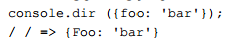 console.dir ({foo: 'bar'});
/ / => {Foo: 'bar'}